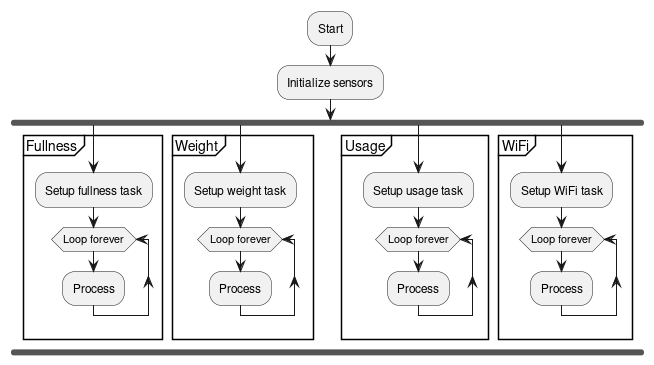 Start
Initialize sensors
Fullness
Setup fullness task
Loop forever
Process
Weight
Setup weight task
Loop forever
Process
Usage
Setup usage task
Loop forever
Process
WiFi
Setup WiFi task
Loop forever
Process